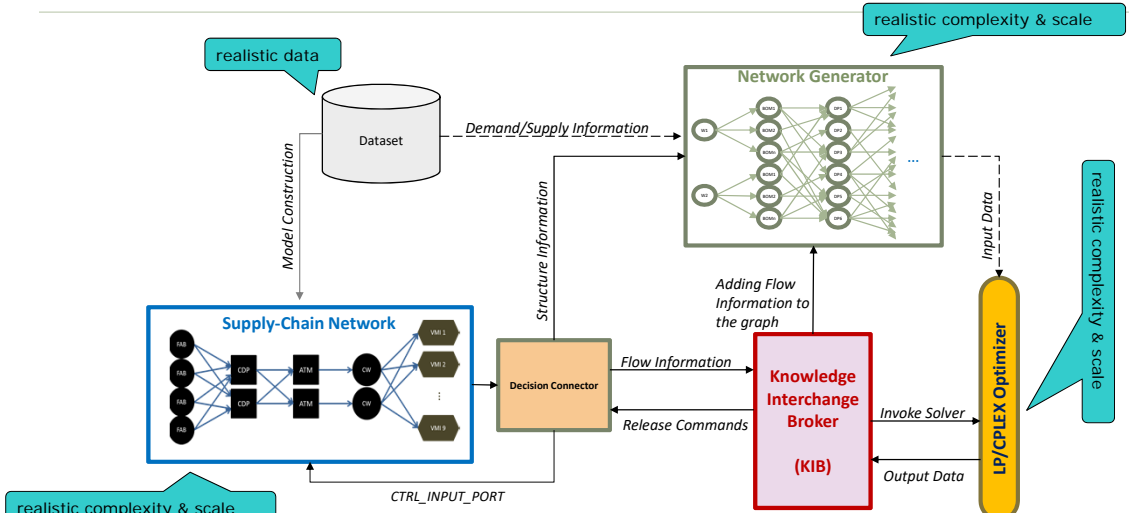 realistic complexity & scale
realistic data
Network Generator
Dataset
Demand/Supply Information
W1
W2
BOM1
BOM2
BOMn
BOM1
BOM2
BOMn
DP1
DP2
DP3
DP4
DP5
DP6
...
Model Construction
Structure Information
Input Data
realistic complexity & scale
Adding Flow
Information to
the graph
Supply-Chain Network
FAB
FAB
FAB
FAB
CDP
CDP
ATM
ATM
CW
CW
VMI 1
VMI 2
⋮
VMI 9
Decision Connector
Flow Information
Release Commands
Knowledge
Interchange
Broker
(KIB)
Invoke Solver
Output Data
LP/CPLEX Optimizer
CTRL_INPUT_PORT
realistic complexity & scale